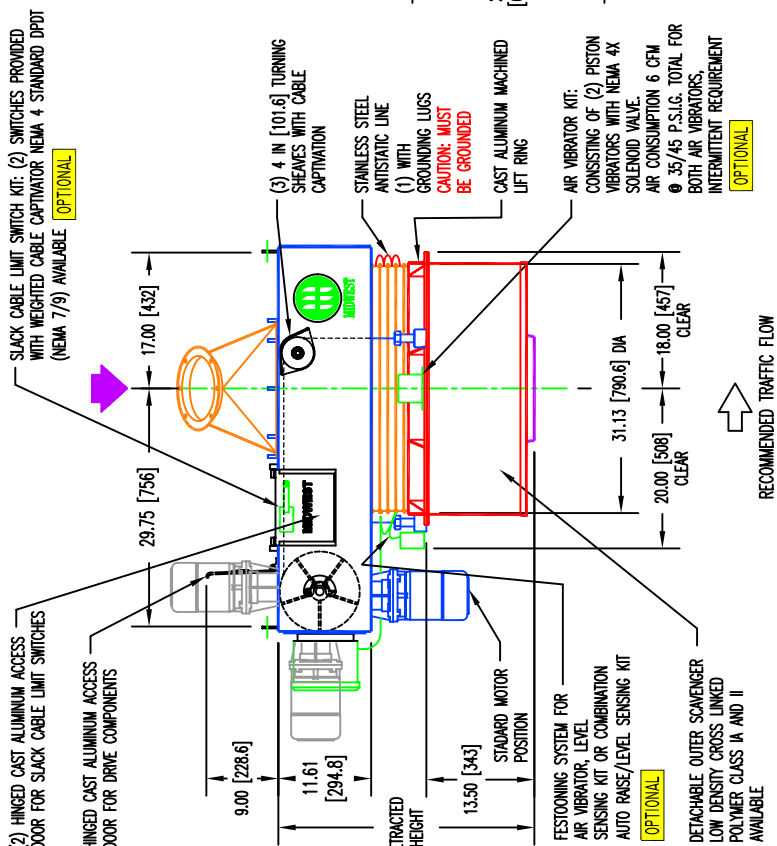 SLACK CABLE LIMIT SWITCH KIT: (2) SWITCHES PROVIDED
WITH WEIGHTED CABLE CAPTIVATOR NEMA 4 STANDARD DPDT
(NEMA 7/9) AVAILABLE OPTIONAL
(2) HINGED CAST ALUMINUM ACCESS
DOOR FOR SLACK CABLE LIMIT SWITCHES
HINGED CAST ALUMINUM ACCESS
DOOR FOR DRIVE COMPONENTS
17.00 [432]
29.75 [756]
(3) 4 IN [101.6] TURNING
SHEAVES WITH CABLE
CAPTIVATION
STAINLESS STEEL
ANTISTATIC LINE
(1) WITH
GROUNDING LUGS
CAUTION: MUST
BE GROUNDED
CAST ALUMINUM MACHINED
LIFT RING
AIR VIBRATOR KIT:
CONSISTING OF (2) PISTON
VIBRATORS WITH NEMA 4X
SOLENOID VALVE.
AIR CONSUMPTION 6 CFM
@ 35/45 P.S.I.G. TOTAL FOR
BOTH AIR VIBRATORS,
INTERMITTENT REQUIREMENT
OPTIONAL
MIDWEST
MIDWEST
9.00 [228.6]
11.61
[294.8]
13.50 [343]
ETRACTED
HEIGHT
STADARD MOTOR
POSITION
31.13 [790.6] DIA
18.00 [457]
CLEAR
20.00 [508]
CLEAR
FESTOONING SYSTEM FOR
AIR VIBRATOR, LEVEL
SENSING KIT OR COMBINATION
AUTO RAISE/LEVEL SENSING KIT
OPTIONAL
DETACHABLE OUTER SCAVENGER
LOW DENSITY CROSS LINKED
POLYMER CLASS IA AND II
AVAILABLE
RECOMMENDED TRAFFIC FLOW